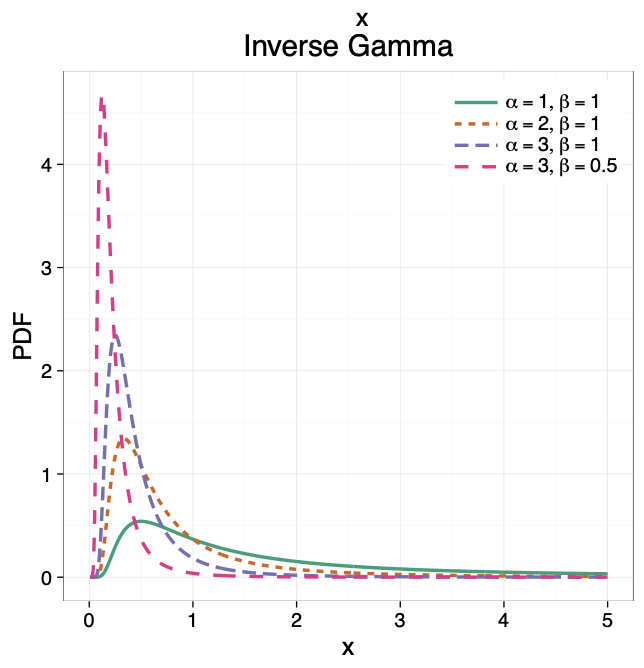 x
Inverse Gamma
α = 1, β = 1
α = 2, β = 1
α = 3, β = 1
α = 3, β = 0.5
4
3
2
1
0
PDF
0 1 2 3 4 5
x